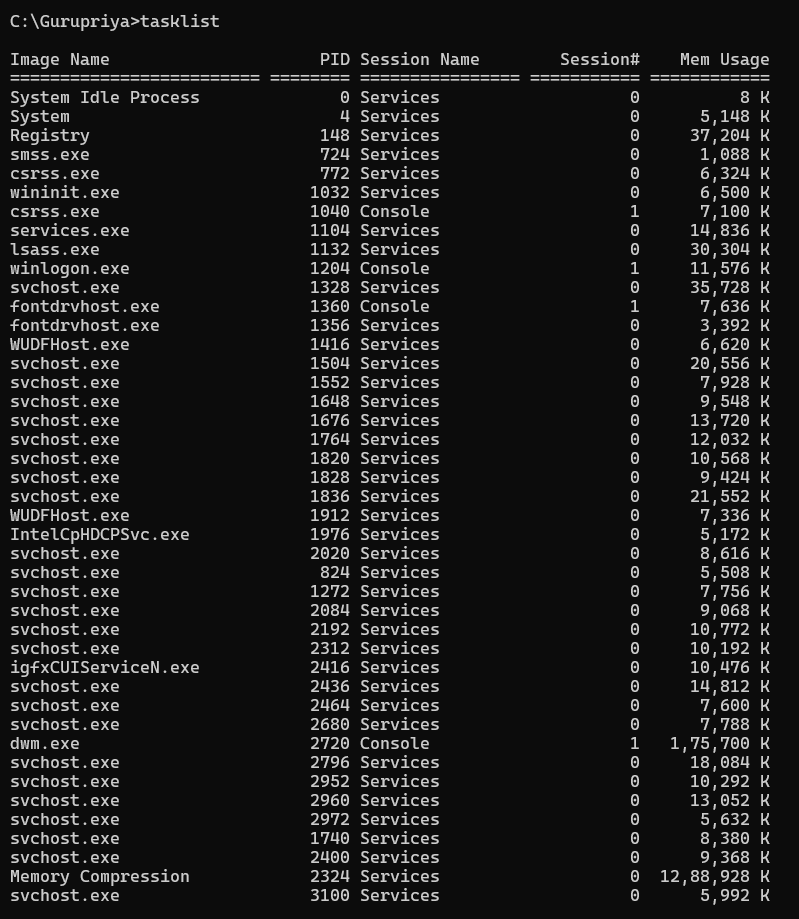 C:\Gurupriya>tasklist

Image Name                     PID Session Name        Session#    Mem Usage
========================= ======== ================ =========== ============
System Idle Process              0 Services                   0          8 K
System                           4 Services                   0      5,148 K
Registry                       148 Services                   0     37,204 K
smss.exe                       724 Services                   0      1,088 K
csrss.exe                      772 Services                   0      6,324 K
wininit.exe                   1032 Services                   0      6,500 K
csrss.exe                     1040 Console                    1      7,100 K
services.exe                  1104 Services                   0     14,836 K
lsass.exe                     1132 Services                   0     30,304 K
winlogon.exe                  1204 Console                    1     11,576 K
svchost.exe                   1328 Services                   0     35,728 K
fontdrvhost.exe               1360 Console                    1      7,636 K
fontdrvhost.exe               1356 Services                   0      3,392 K
WUDFHost.exe                  1416 Services                   0      6,620 K
svchost.exe                   1504 Services                   0     20,556 K
svchost.exe                   1552 Services                   0      7,928 K
svchost.exe                   1648 Services                   0      9,548 K
svchost.exe                   1676 Services                   0     13,720 K
svchost.exe                   1764 Services                   0     12,032 K
svchost.exe                   1820 Services                   0     10,568 K
svchost.exe                   1828 Services                   0      9,424 K
svchost.exe                   1836 Services                   0     21,552 K
WUDFHost.exe                  1912 Services                   0      7,336 K
IntelCpHDCPSvc.exe            1976 Services                   0      5,172 K
svchost.exe                   2020 Services                   0      8,616 K
svchost.exe                    824 Services                   0      5,508 K
svchost.exe                   1272 Services                   0      7,756 K
svchost.exe                   2084 Services                   0      9,068 K
svchost.exe                   2192 Services                   0     10,772 K
svchost.exe                   2312 Services                   0     10,192 K
igfxCUIServiceN.exe           2416 Services                   0     10,476 K
svchost.exe                   2436 Services                   0     14,812 K
svchost.exe                   2464 Services                   0      7,600 K
svchost.exe                   2680 Services                   0      7,788 K
dwm.exe                       2720 Console                    1   1,75,700 K
svchost.exe                   2796 Services                   0     18,084 K
svchost.exe                   2952 Services                   0     10,292 K
svchost.exe                   2960 Services                   0     13,052 K
svchost.exe                   2972 Services                   0      5,632 K
svchost.exe                   1740 Services                   0      8,380 K
svchost.exe                   2400 Services                   0      9,368 K
Memory Compression            2324 Services                   0  12,88,928 K
svchost.exe                   3100 Services                   0      5,992 K